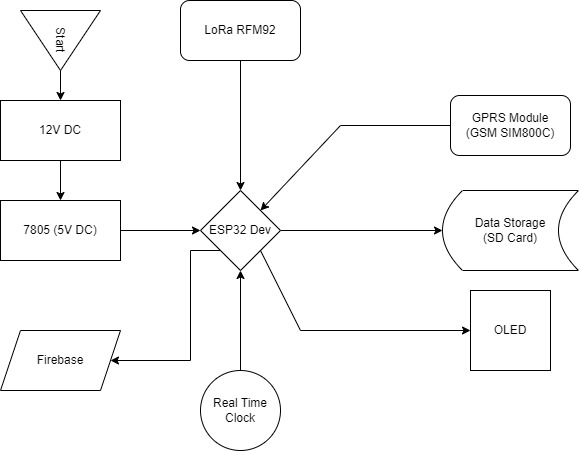 Start
LoRa RFM92
12V DC
GPRS Module
(GSM SIM800C)
7805 (5V DC)
ESP32 Dev
Data Storage
(SD Card)
OLED
Firebase
Real Time
Clock